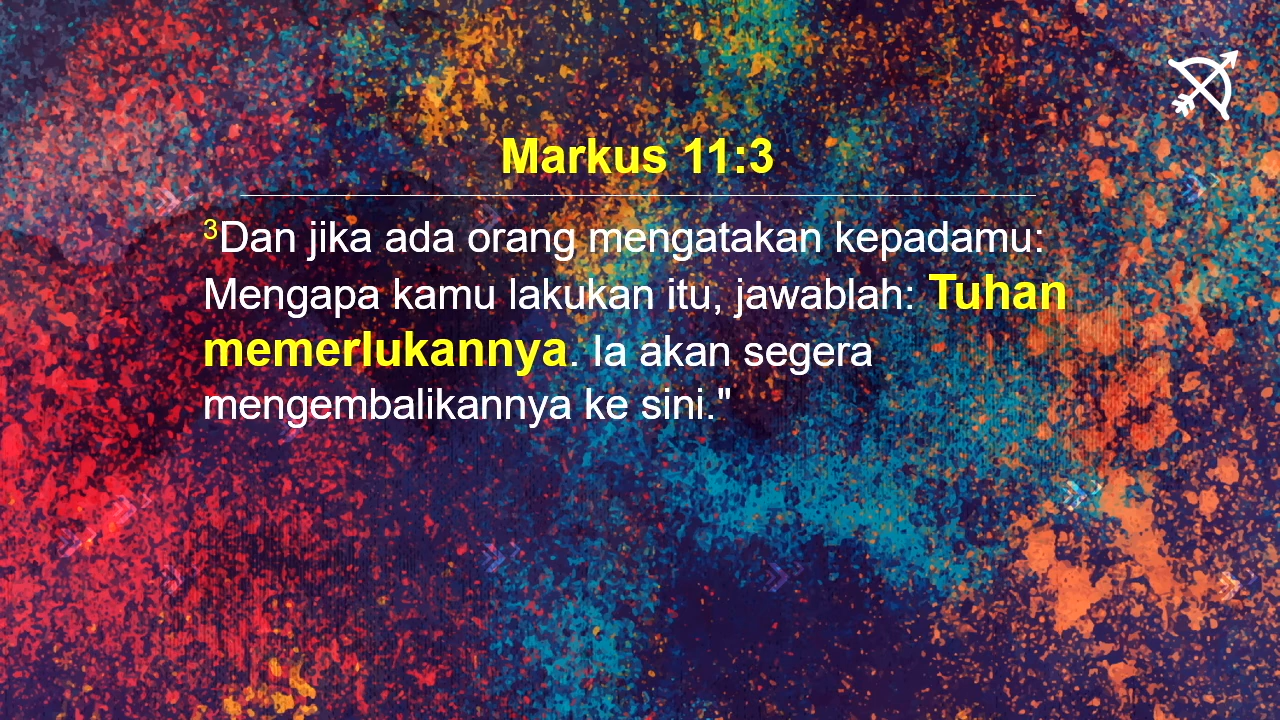 Markus 11:3
3Dan jika ada orang mengatakan kepadamu:
Mengapa kamu lakukan itu, jawablah: Tuhan
memerlukannya. Ia akan segera
mengembalikannya ke sini."